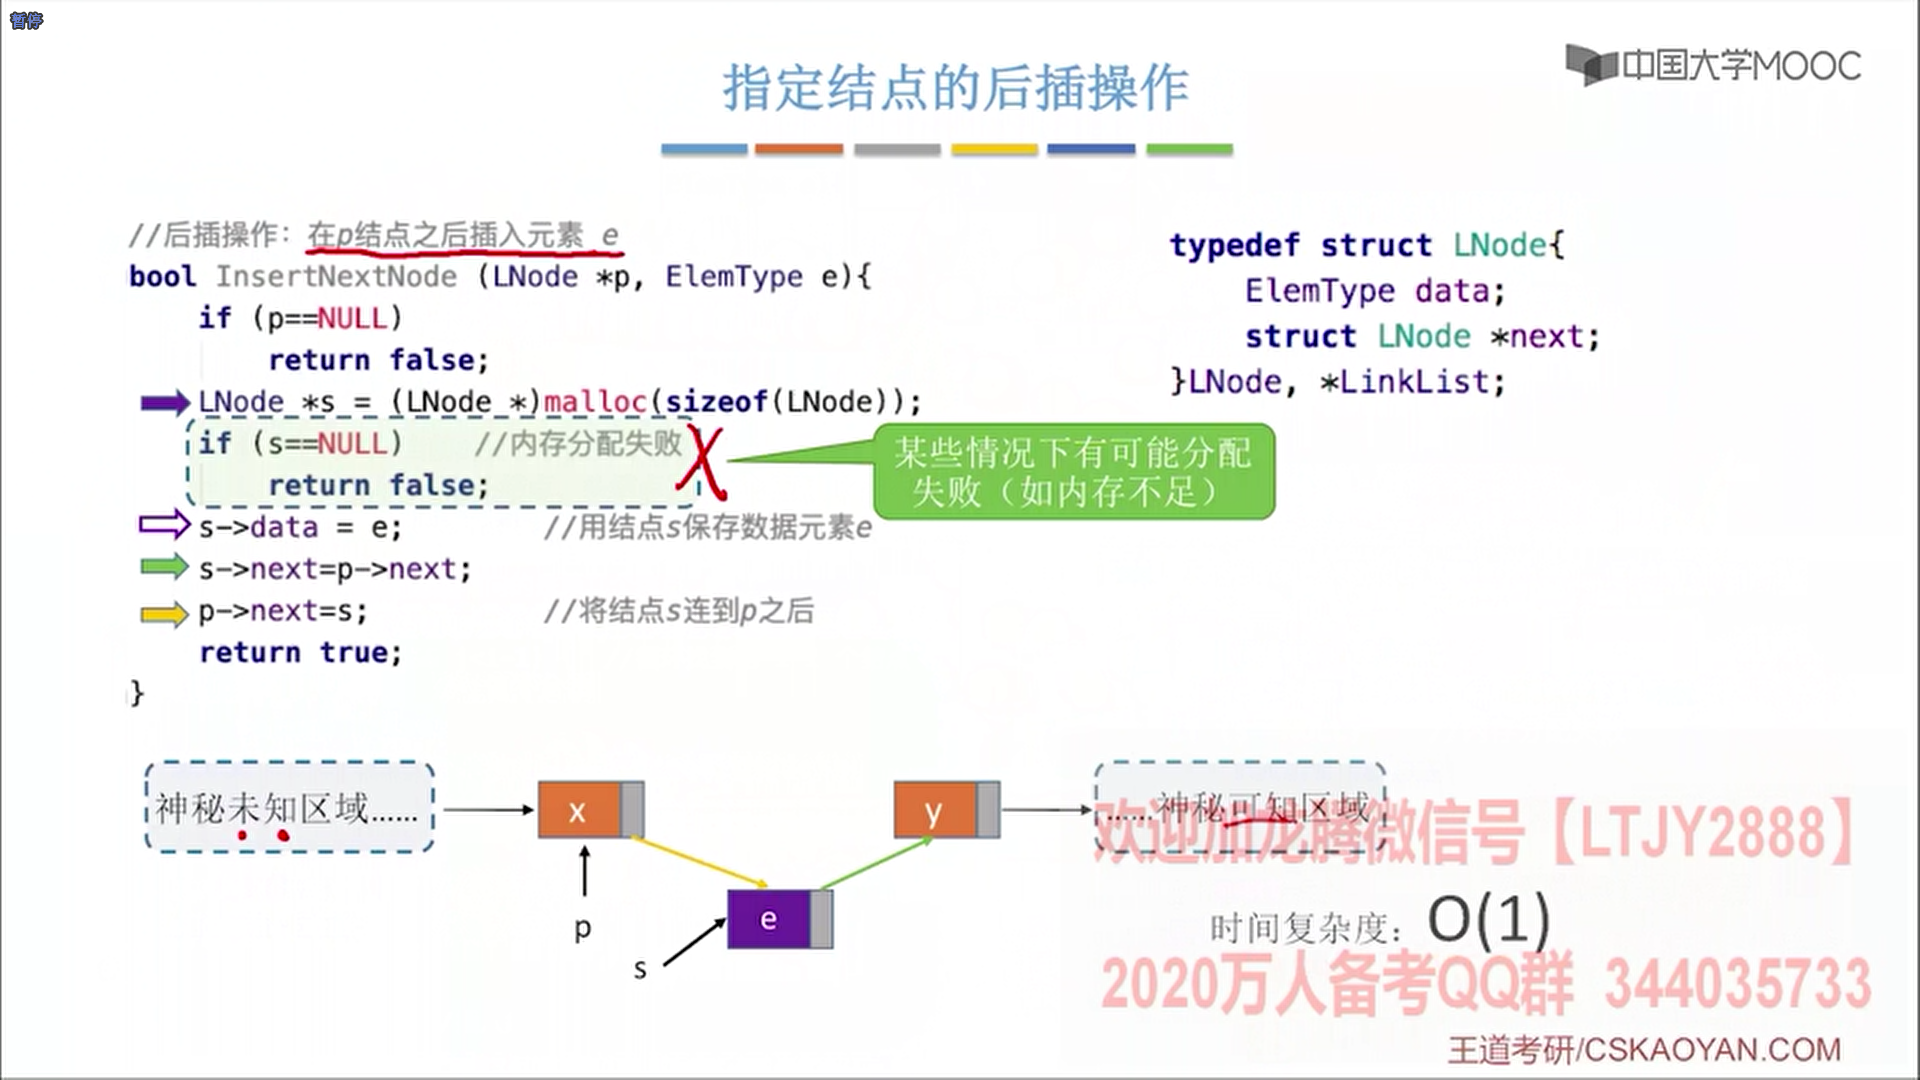 暂停
中国大学MOOC
指定结点的后插操作
//后插操作：在p结点之后插入元素 e
bool InsertNextNode (LNode *p, ElemType e){
if (p==NULL)
return false;
LNode *s = (LNode *)malloc(sizeof(LNode));
if (s==NULL) //内存分配失败
return false;
s->data = e; //用结点s保存数据元素e
s->next=p->next;
p->next=s; //将结点s连到p之后
return true;
}
typedef struct LNode{
ElemType data;
struct LNode *next;
}LNode, *LinkList;
某些情况下有可能分配
失败（如内存不足）
神秘未知区域……
x
y
……神秘可知区域
欢迎加龙腾微信号【LTJY2888】
p
e
s
时间复杂度：O(1)
2020万人备考QQ群 344035733
王道考研/CSKAOYAN.COM